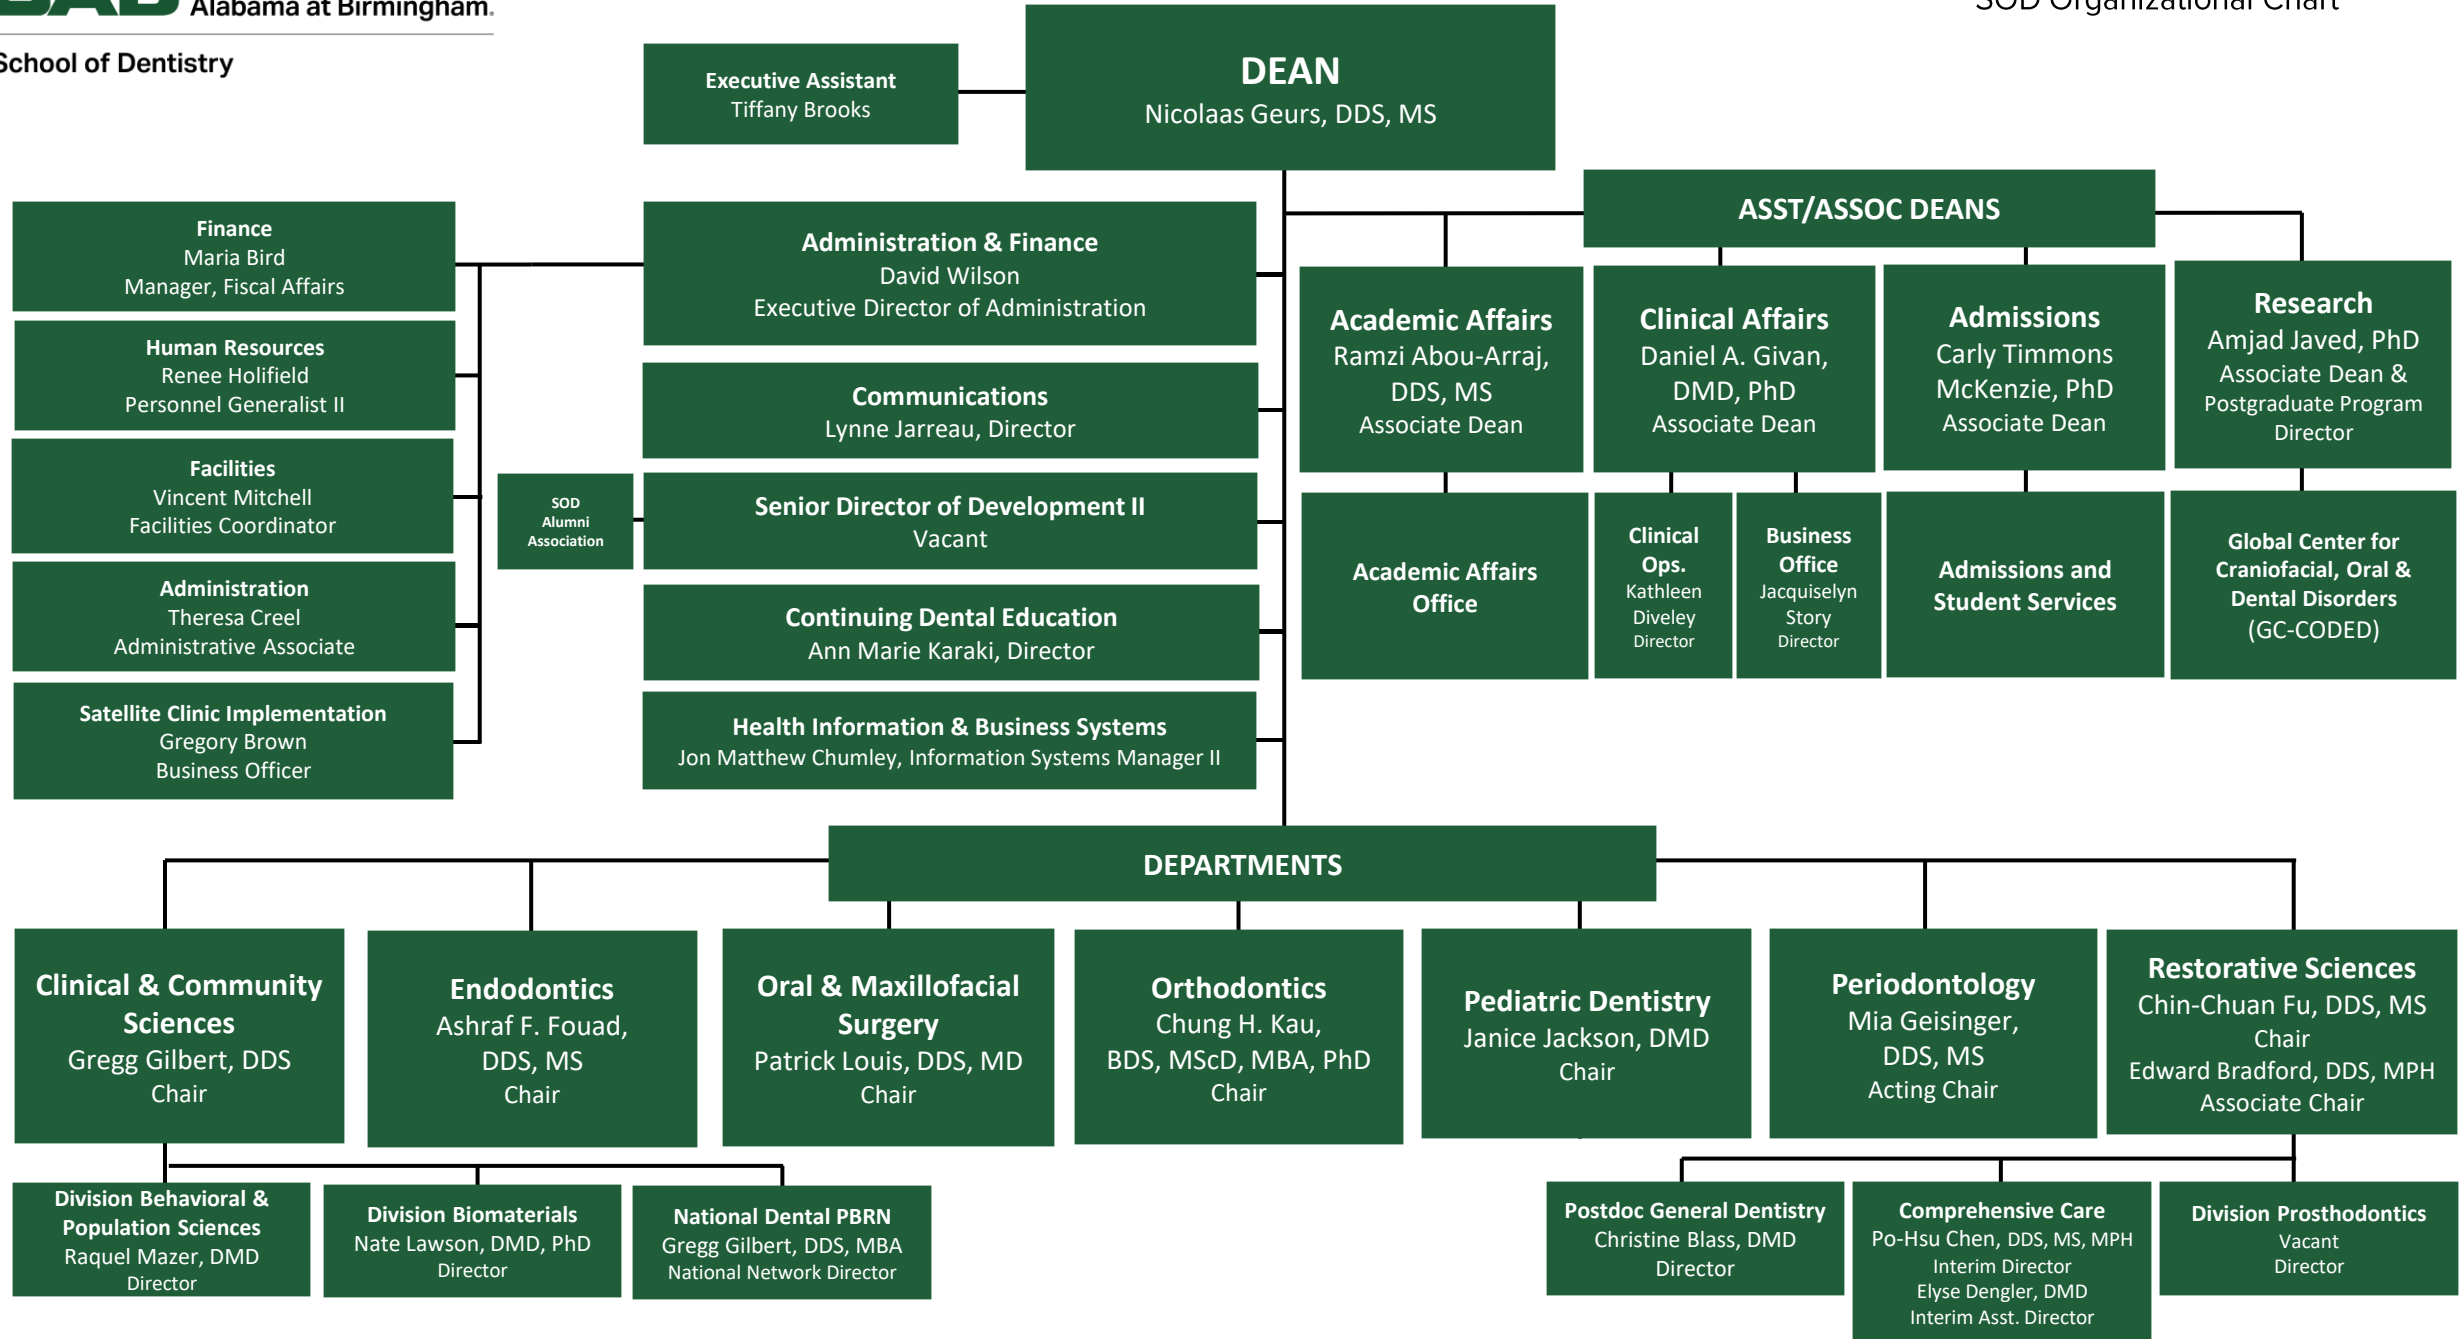 UAB
Alabama at Birmingham.
School of Dentistry
SOD Organizational Chart
DEAN
Nicolaas Geurs, DDS, MS
Executive Assistant
Tiffany Brooks
Finance
Maria Bird
Manager, Fiscal Affairs
Human Resources
Renee Holifield
Personnel Generalist II
Facilities
Vincent Mitchell
Facilities Coordinator
Administration
Theresa Creel
Administrative Associate
Satellite Clinic Implementation
Gregory Brown
Business Officer
SOD
Alumni
Association
Administration & Finance
David Wilson
Executive Director of Administration
Communications
Lynne Jarreau, Director
Senior Director of Development II
Vacant
Continuing Dental Education
Ann Marie Karaki, Director
Health Information & Business Systems
Jon Matthew Chumley, Information Systems Manager II
ASST/ASSOC DEANS
Academic Affairs
Ramzi Abou-Arraj,
DDS, MS
Associate Dean
Clinical Affairs
Daniel A. Givan,
DMD, PhD
Associate Dean
Admissions
Carly Timmons
McKenzie, PhD
Associate Dean
Research
Amjad Javed, PhD
Associate Dean &
Postgraduate Program
Director
Academic Affairs
Office
Clinical
Ops.
Kathleen
Diveley
Director
Business
Office
Jacquiselyn
Story
Director
Admissions and
Student Services
Global Center for
Craniofacial, Oral &
Dental Disorders
(GC-CODED)
DEPARTMENTS
Clinical & Community
Sciences
Gregg Gilbert, DDS
Chair
Endodontics
Ashraf F. Fouad,
DDS, MS
Chair
Oral & Maxillofacial
Surgery
Patrick Louis, DDS, MD
Chair
Orthodontics
Chung H. Kau,
BDS, MScD, MBA, PhD
Chair
Pediatric Dentistry
Janice Jackson, DMD
Chair
Periodontology
Mia Geisinger,
DDS, MS
Acting Chair
Restorative Sciences
Chin-Chuan Fu, DDS, MS
Chair
Edward Bradford, DDS, MPH
Associate Chair
Division Behavioral &
Population Sciences
Raquel Mazer, DMD
Director
Division Biomaterials
Nate Lawson, DMD, PhD
Director
National Dental PBRN
Gregg Gilbert, DDS, MBA
National Network Director
Postdoc General Dentistry
Christine Blass, DMD
Director
Comprehensive Care
Po-Hsu Chen, DDS, MS, MPH
Interim Director
Elyse Dengler, DMD
Interim Asst. Director
Division Prosthodontics
Vacant
Director